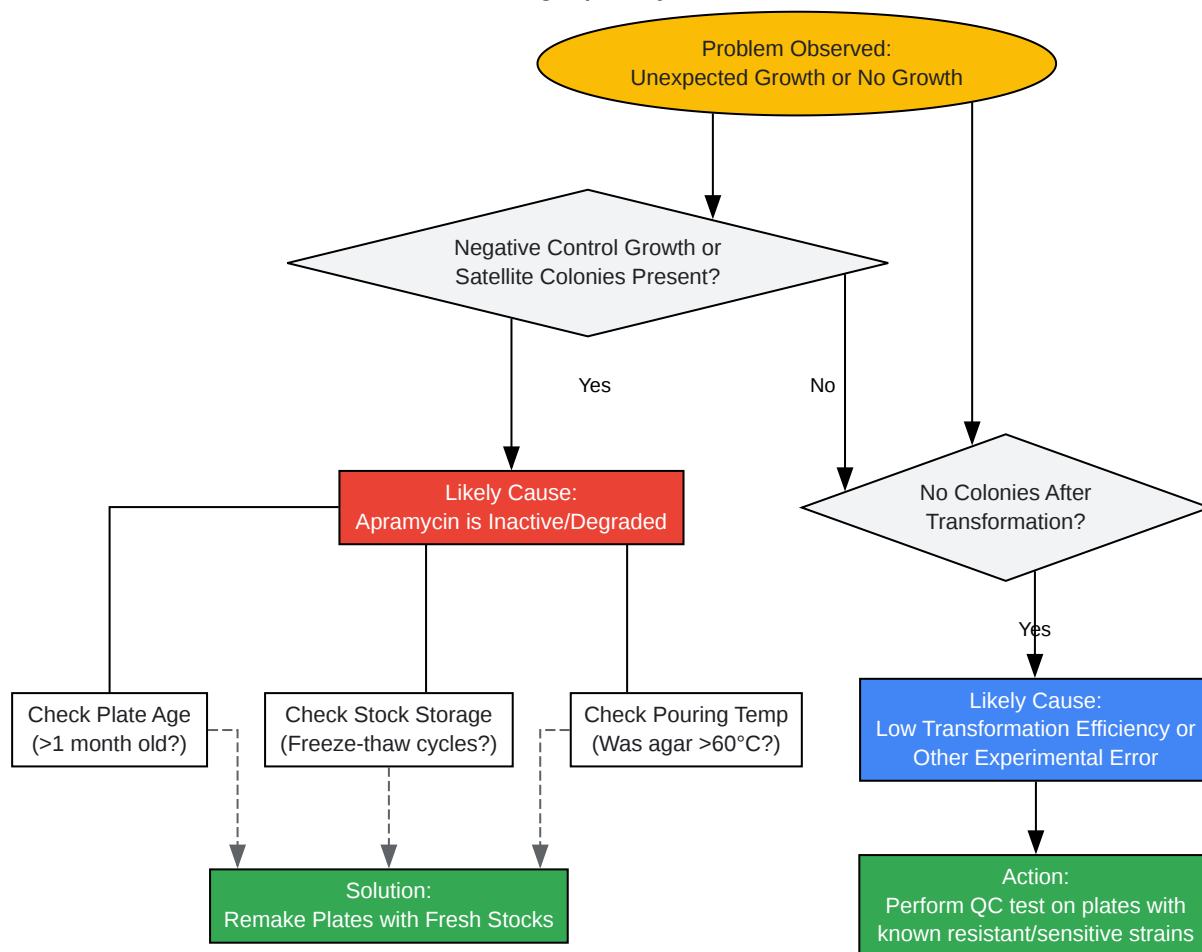 Problem Observed:
Unexpected Growth or No Growth
Negative Control Growth or
Satellite Colonies Present?
Yes
No
Likely Cause:
Apramycin is Inactive/Degraded
No Colonies After
Transformation?
Yes
Check Plate Age
(>1 month old?)
Check Stock Storage
(Freeze-thaw cycles?)
Check Pouring Temp
(Was agar >60°C?)
Likely Cause:
Low Transformation Efficiency or
Other Experimental Error
Solution:
Remake Plates with Fresh Stocks
Action:
Perform QC test on plates with
known resistant/sensitive strains